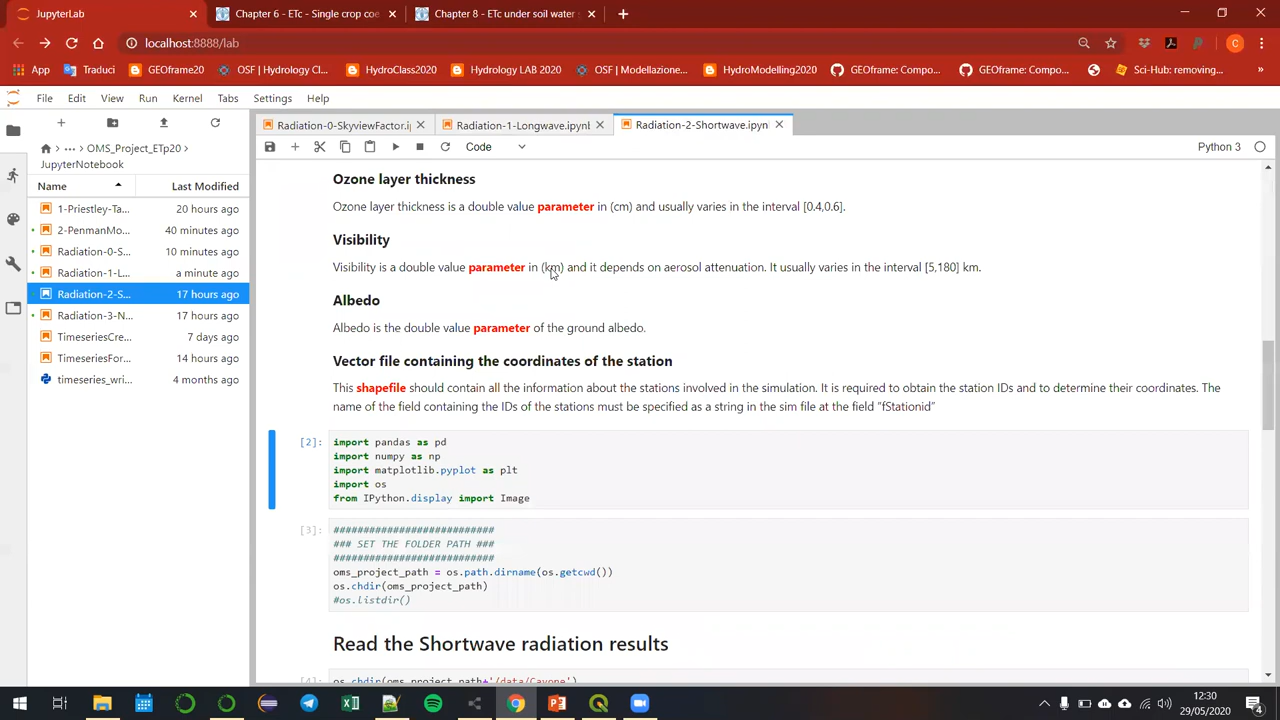 JupyterLab
Chapter 6 - ETc - Single crop coe
Chapter 8 - ETc under soil water
localhost:8888/lab
App
Traduci
GEOframe20
OSF | Hydrology Cl...
HydroClass2020
Hydrology LAB 2020
OSF | Modellazione...
HydroModelling2020
GEOframe: Compo...
GEOframe: Compo...
Sci-Hub: removing...
File Edit View Run Kernel Tabs Settings Help
Radiation-0-SkyviewFactor.i
Radiation-1-Longwave.ipynb
Radiation-2-Shortwave.ipyn
Code
Python 3
... OMS_Project_ETp20 >
JupyterNotebook
Name Last Modified
1-Priestley-Ta... 20 hours ago
2-PenmanMo... 40 minutes ago
Radiation-0-S... 10 minutes ago
Radiation-1-L... a minute ago
Radiation-2-S... 17 hours ago
Radiation-3-N... 17 hours ago
TimeseriesCre... 7 days ago
TimeseriesFor... 14 hours ago
timeseries_wri... 4 months ago
Ozone layer thickness
Ozone layer thickness is a double value parameter in (cm) and usually varies in the interval [0.4,0.6].
Visibility
Visibility is a double value parameter in (km) and it depends on aerosol attenuation. It usually varies in the interval [5,180] km.
Albedo
Albedo is the double value parameter of the ground albedo.
Vector file containing the coordinates of the station
This shapefile should contain all the information about the stations involved in the simulation. It is required to obtain the station IDs and to determine their coordinates. The
name of the field containing the IDs of the stations must be specified as a string in the sim file at the field "fStationid"
[2]: import pandas as pd
import numpy as np
import matplotlib.pyplot as plt
import os
from IPython.display import Image
[3]: ###########################
### SET THE FOLDER PATH ###
###########################
oms_project_path = os.path.dirname(os.getcwd())
os.chdir(oms_project_path)
#os.listdir()
Read the Shortwave radiation results
[4]: os.chdir(oms_project_path+'/data/Cavone')
12:30
29/05/2020